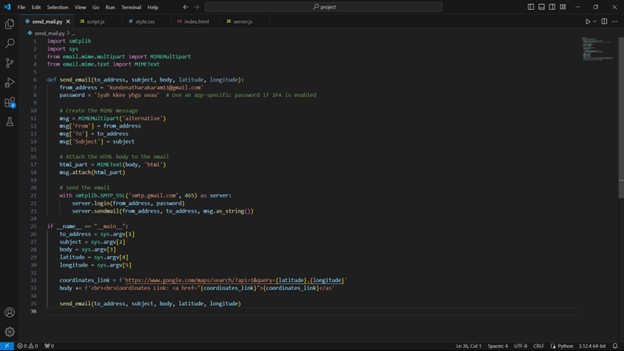 File Edit Selection View Go Run Terminal Help
project
send_mail.py script.js style.css index.html server.js
send_mail.py > ...
1 import smtplib
2 import sys
3 from email.mime.multipart import MIMEMultipart
4 from email.mime.text import MIMEText
5
6 def send_email(to_address, subject, body, latitude, longitude):
7 from_address =
8 password = # Use an app-specific password if 2FA is enabled
9
10 # Create the MIME message
11 msg = MIMEMultipart('alternative')
12 msg['From'] = from_address
13 msg['To'] = to_address
14 msg['Subject'] = subject
15
16 # Attach the HTML body to the email
17 html_part = MIMEText(body, 'html')
18 msg.attach(html_part)
19
20 # Send the email
21 with smtplib.SMTP_SSL('smtp.gmail.com', 465) as server:
22 server.login(from_address, password)
23 server.sendmail(from_address, to_address, msg.as_string())
24
25 if __name__ == "__main__":
26 to_address = sys.argv[1]
27 subject = sys.argv[2]
28 body = sys.argv[3]
29 latitude = sys.argv[4]
30 longitude = sys.argv[5]
31
32 coordinates_link = f'https://www.google.com/maps/search/?api=1&query={latitude},{longitude}'
33 body += f'<br><br>Coordinates Link: <a href="{coordinates_link}">{coordinates_link}</a>'
34
35 send_email(to_address, subject, body, latitude, longitude)
36
0 0 0 Ln 36, Col 1 Spaces: 4 UTF-8 CRLF Python 3.12.4 64-bit